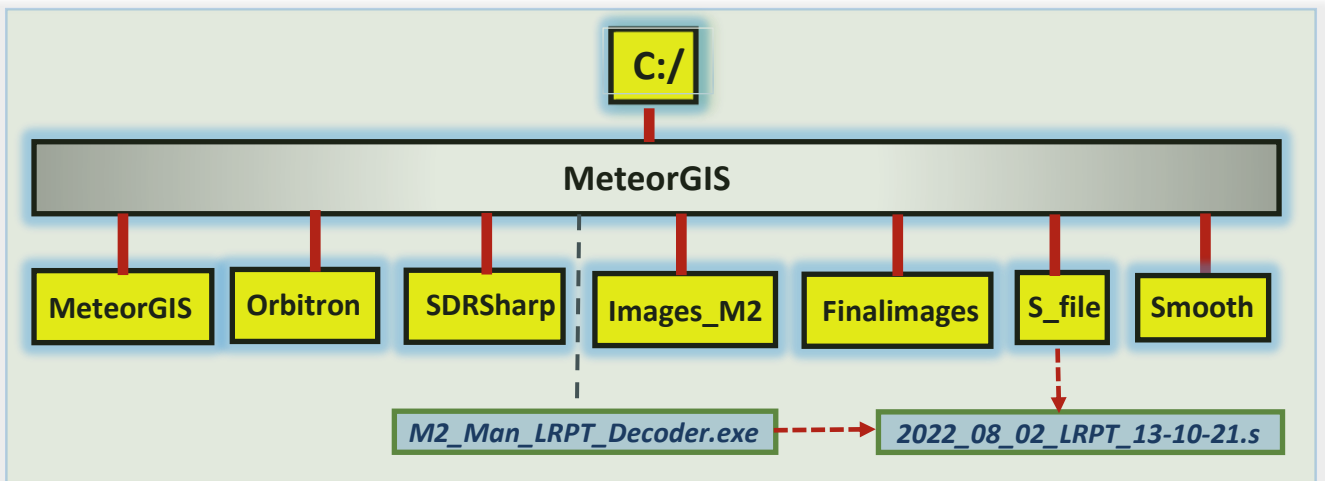 C:/
MeteorGIS
MeteorGIS
Orbitron
SDRSharp
Images_M2
Finalimages
S_file
Smooth
M2_Man_LRPT_Decoder.exe
2022_08_02_LRPT_13-10-21.s